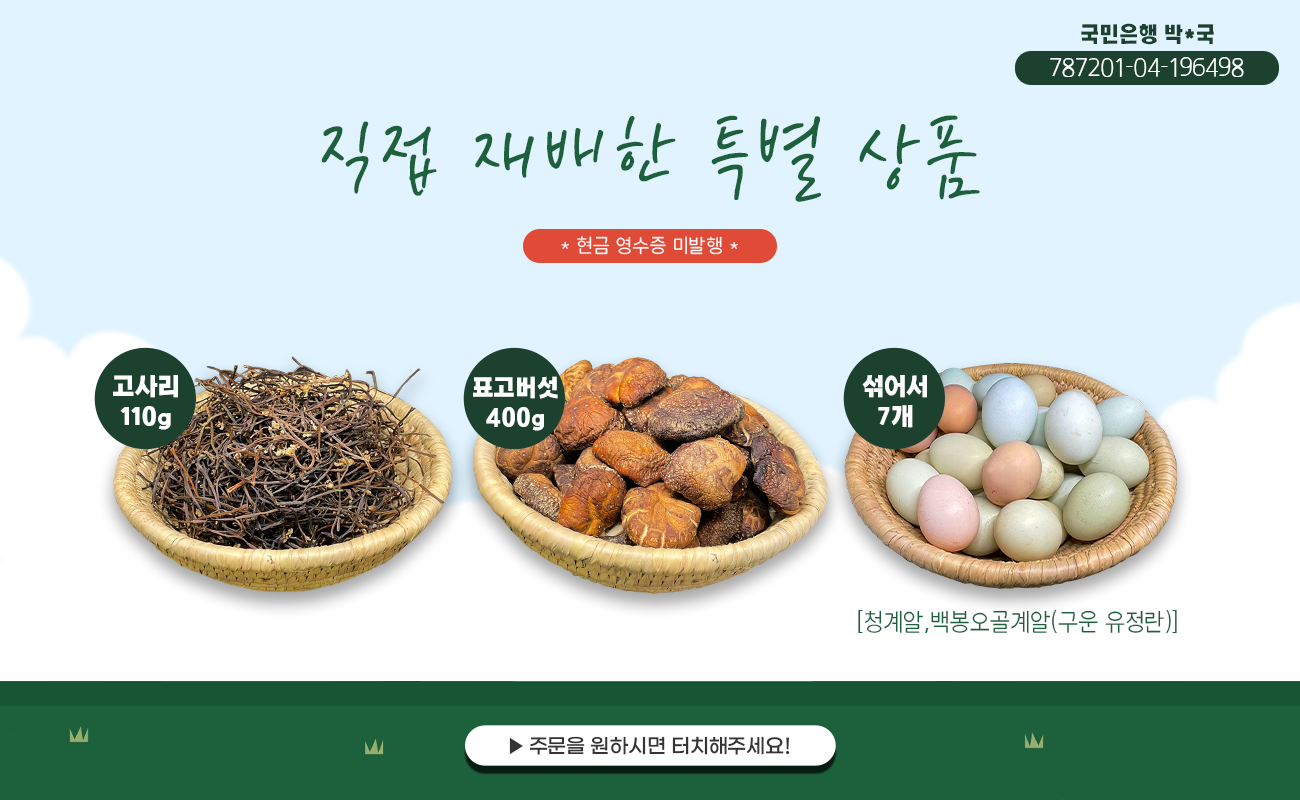 국민은행 박*국
787201-04-196498
직접 재배한 특별 상품
* 현금 영수증 미발행 *
고사리
110g
표고버섯
400g
섞어서
7개
[청계알,백봉오골계알(구운 유정란)]
▶ 주문을 원하시면 터치해주세요!